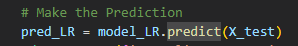 # Make the Prediction
pred_LR = model_LR.predict(X_test)